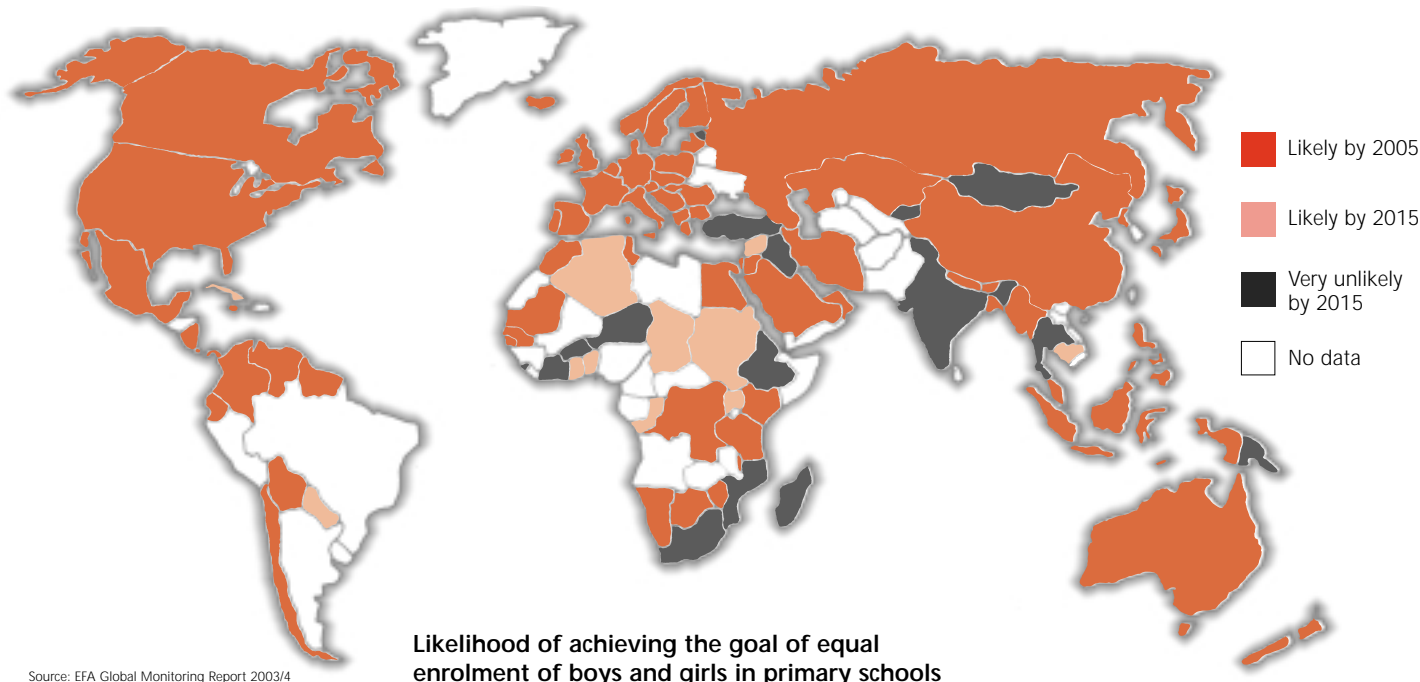 Likely by 2005
Likely by 2015
Very unlikely
by 2015
No data
Likelihood of achieving the goal of equal
enrolment of boys and girls in primary schools
Source: EFA Global Monitoring Report 2003/4